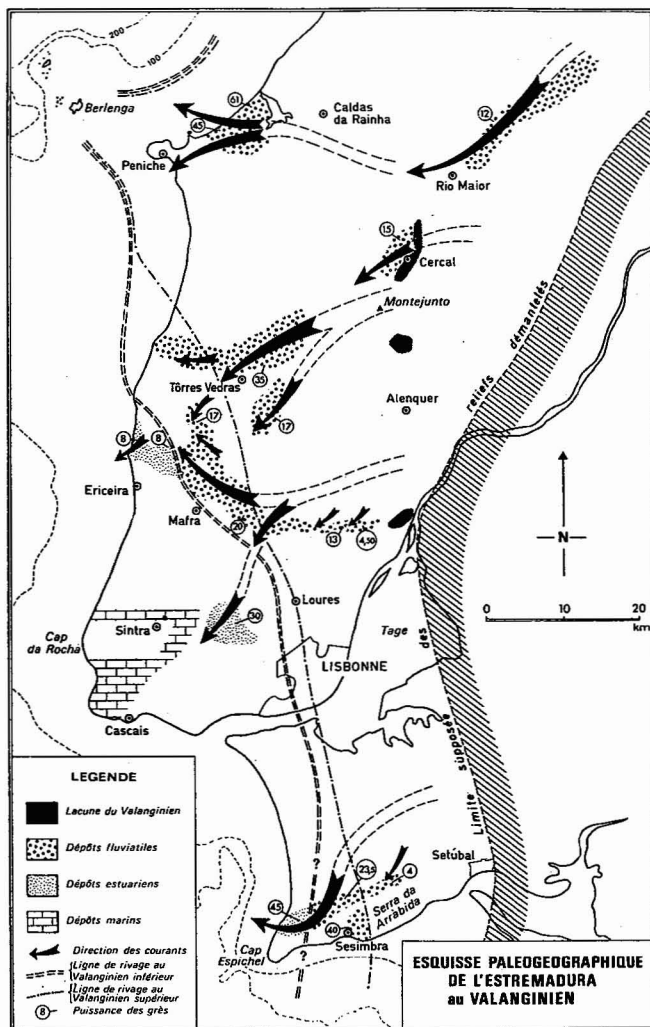 200
100
Berlenga
61
45
Peniche
Caldas
da Rainha
12
Rio Maior
15
Cercal
Montejunto
Tôrres Vedras
35
17
17
Alenquer
8
8
Ericeira
Mafra
20
13
4,50
Loures
30
Sintra
Cap
da Rocha
LISBONNE
Tage
Cascais
Limite supposée des reliefs démantelés
N
0 10 20
km
Setúbal
23,5
4
Serra da
Arrábida
45
40
Sesimbra
Cap
Espichel
?
?
LEGENDE
Lacune du Valanginien
Dépôts fluviatiles
Dépôts estuariens
Dépôts marins
Direction des courants
Ligne de rivage au
Valanginien inférieur
Ligne de rivage au
Valanginien supérieur
8 Puissance des grès
ESQUISSE PALEOGEOGRAPHIQUE
DE L'ESTREMADURA
au VALANGINIEN